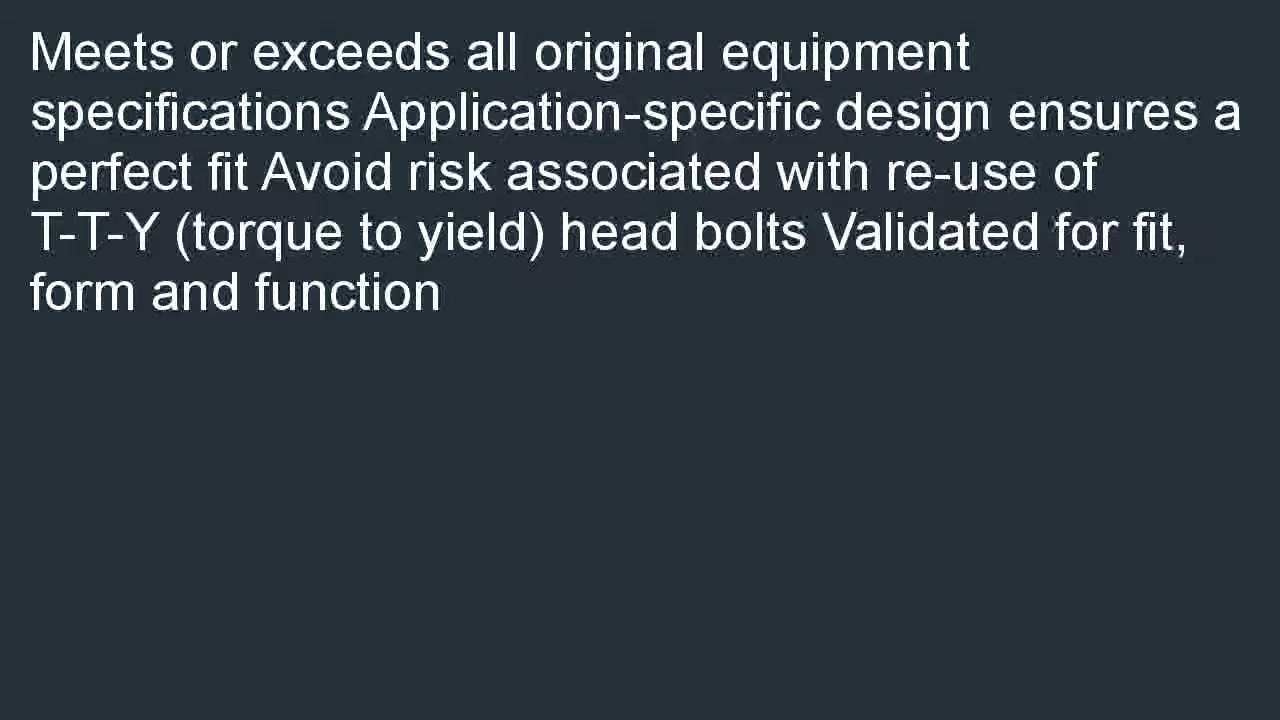 Meets or exceeds all original equipment
specifications Application-specific design ensures a
perfect fit Avoid risk associated with re-use of
T-T-Y (torque to yield) head bolts Validated for fit,
form and function